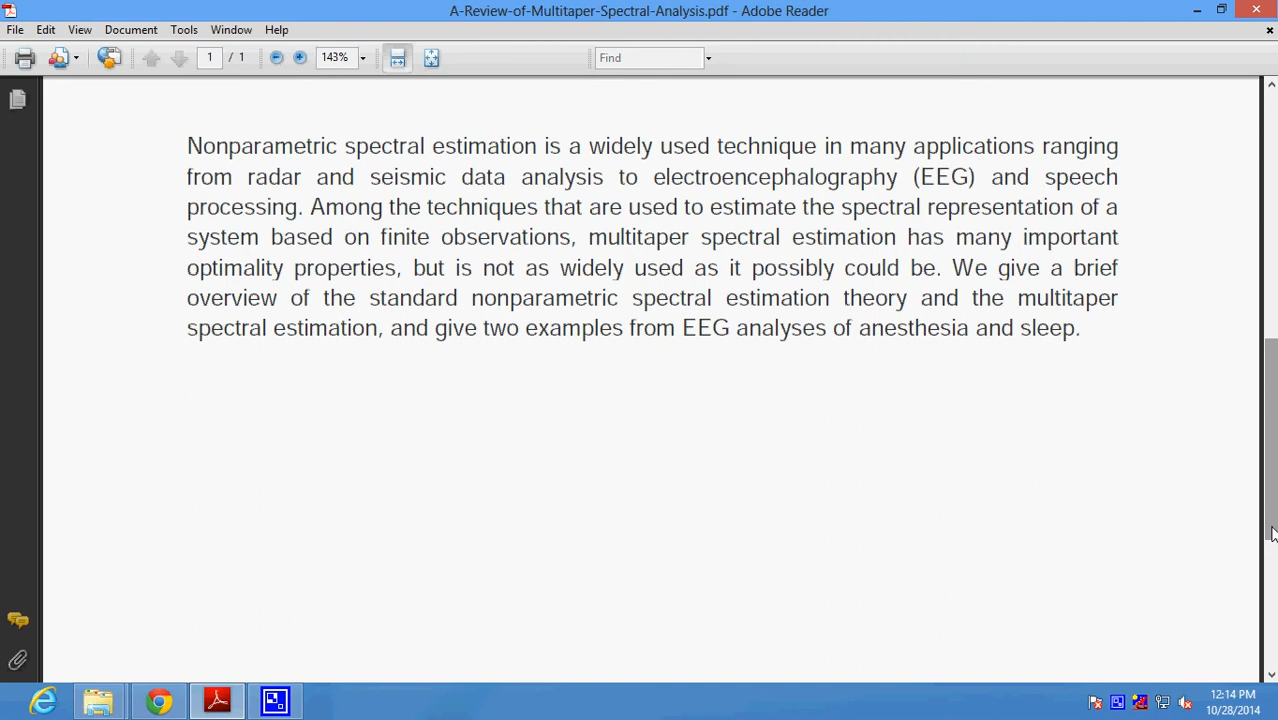 A-Review-of-Multitaper-Spectral-Analysis.pdf - Adobe Reader
File Edit View Document Tools Window Help
1 / 1 143% Find
Nonparametric spectral estimation is a widely used technique in many applications ranging
from radar and seismic data analysis to electroencephalography (EEG) and speech
processing. Among the techniques that are used to estimate the spectral representation of a
system based on finite observations, multitaper spectral estimation has many important
optimality properties, but is not as widely used as it possibly could be. We give a brief
overview of the standard nonparametric spectral estimation theory and the multitaper
spectral estimation, and give two examples from EEG analyses of anesthesia and sleep.
12:14 PM
10/28/2014